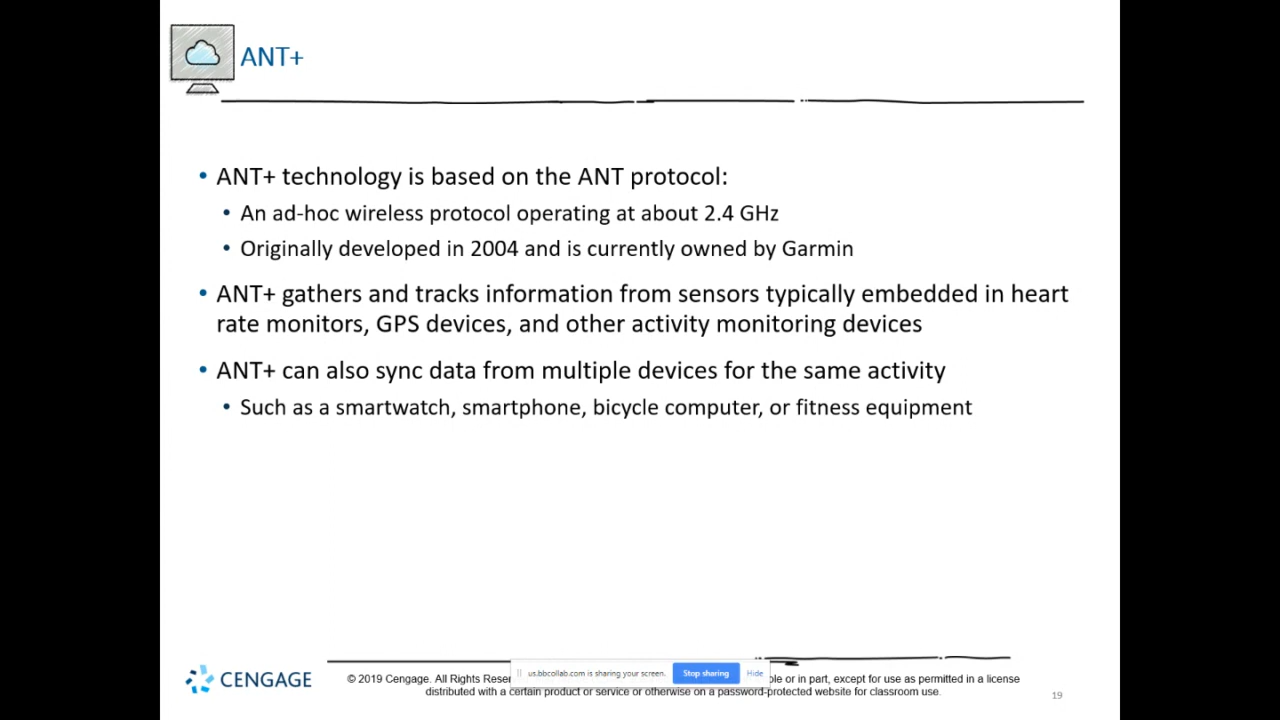 ANT+
• ANT+ technology is based on the ANT protocol:
• An ad-hoc wireless protocol operating at about 2.4 GHz
• Originally developed in 2004 and is currently owned by Garmin
• ANT+ gathers and tracks information from sensors typically embedded in heart
rate monitors, GPS devices, and other activity monitoring devices
• ANT+ can also sync data from multiple devices for the same activity
• Such as a smartwatch, smartphone, bicycle computer, or fitness equipment
CENGAGE
© 2019 Cengage. All Rights
us.bbcollab.com is sharing your screen. Stop sharing Hide
or in part, except for use as permitted in a license
distributed with a certain product or service or otherwise on a password-protected website for classroom use.
19